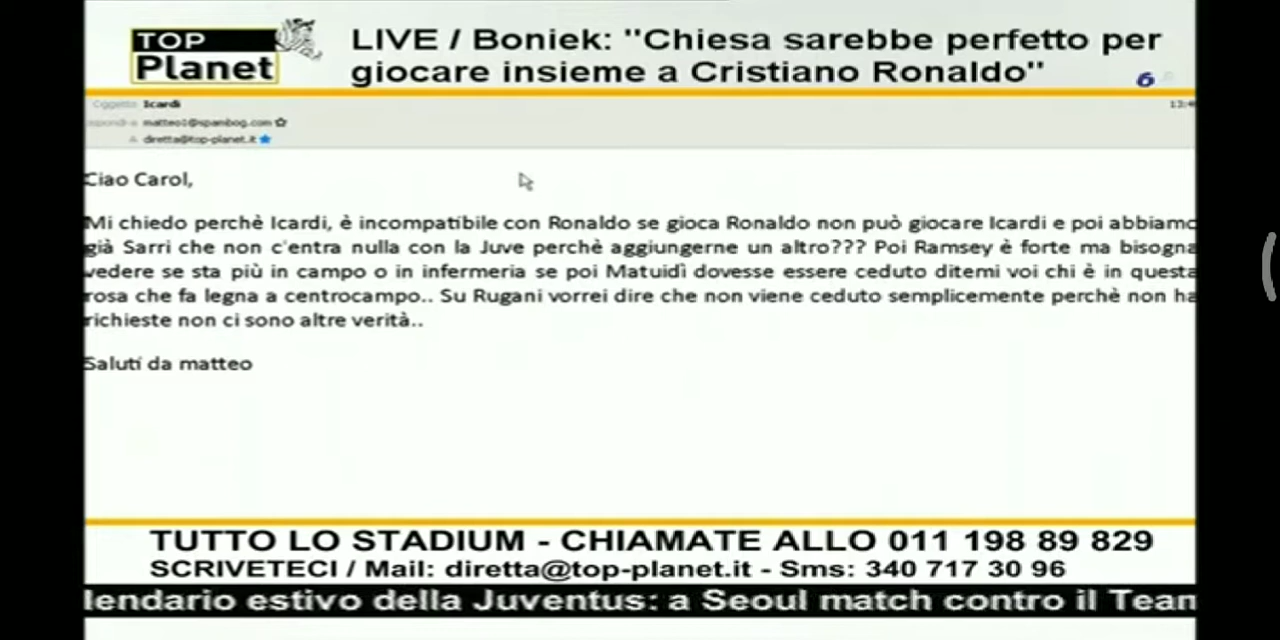 TOP
Planet
LIVE / Boniek: "Chiesa sarebbe perfetto per
giocare insieme a Cristiano Ronaldo"
6
Oggetto Icardi
matteo1@spambog.com
A diretta@top-planet.it
Ciao Carol,
Mi chiedo perchè Icardi, è incompatibile con Ronaldo se gioca Ronaldo non può giocare Icardi e poi abbiamo
già Sarri che non c'entra nulla con la Juve perchè aggiungerne un altro??? Poi Ramsey è forte ma bisogna
vedere se sta più in campo o in infermeria se poi Matuidì dovesse essere ceduto ditemi voi chi è in questa
rosa che fa legna a centrocampo.. Su Rugani vorrei dire che non viene ceduto semplicemente perchè non ha
richieste non ci sono altre verità..
Saluti da matteo
TUTTO LO STADIUM - CHIAMATE ALLO 011 198 89 829
SCRIVETECI / Mail: diretta@top-planet.it - Sms: 340 717 30 96
lendario estivo della Juventus: a Seoul match contro il Team